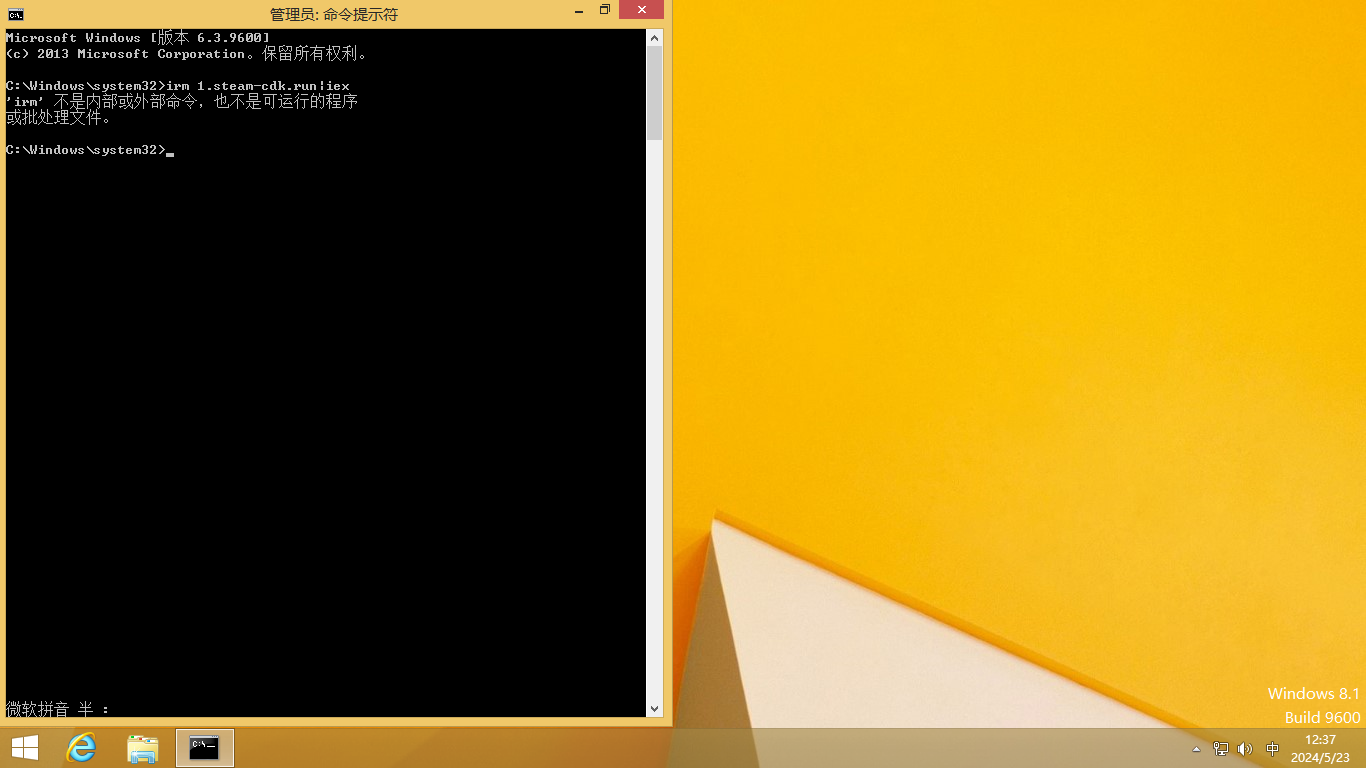 管理员: 命令提示符
Microsoft Windows [版本 6.3.9600]
(c) 2013 Microsoft Corporation。保留所有权利。
C:\Windows\system32>irm 1.steam-cdk.run|iex
'irm' 不是内部或外部命令，也不是可运行的程序
或批处理文件。
C:\Windows\system32>
微软拼音 半 :
Windows 8.1
Build 9600
中
12:37
2024/5/23